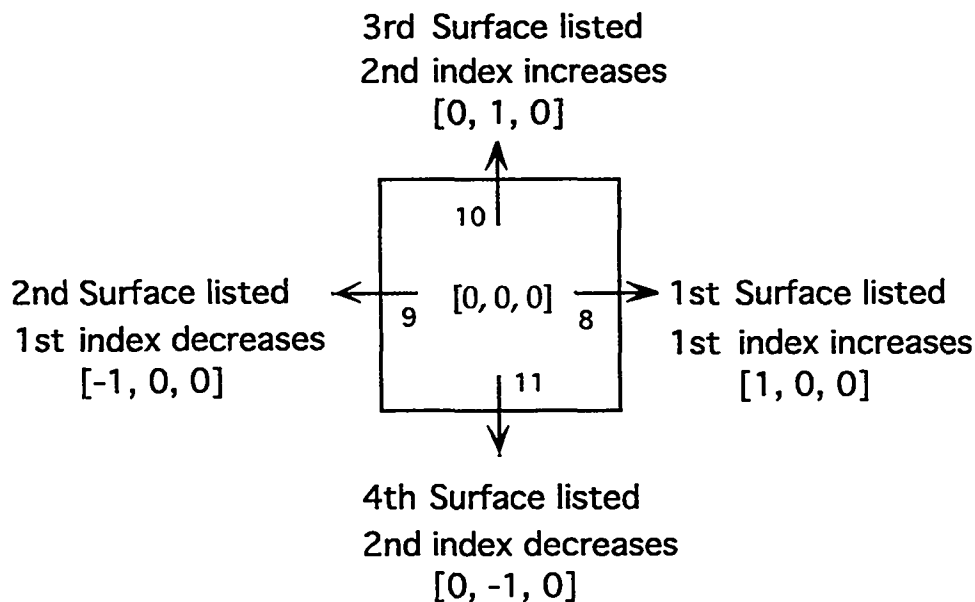 3rd Surface listed
2nd index increases
[0, 1, 0]
10
2nd Surface listed
1st index decreases
[-1, 0, 0]
9
[0, 0, 0]
8
1st Surface listed
1st index increases
[1, 0, 0]
11
4th Surface listed
2nd index decreases
[0, -1, 0]